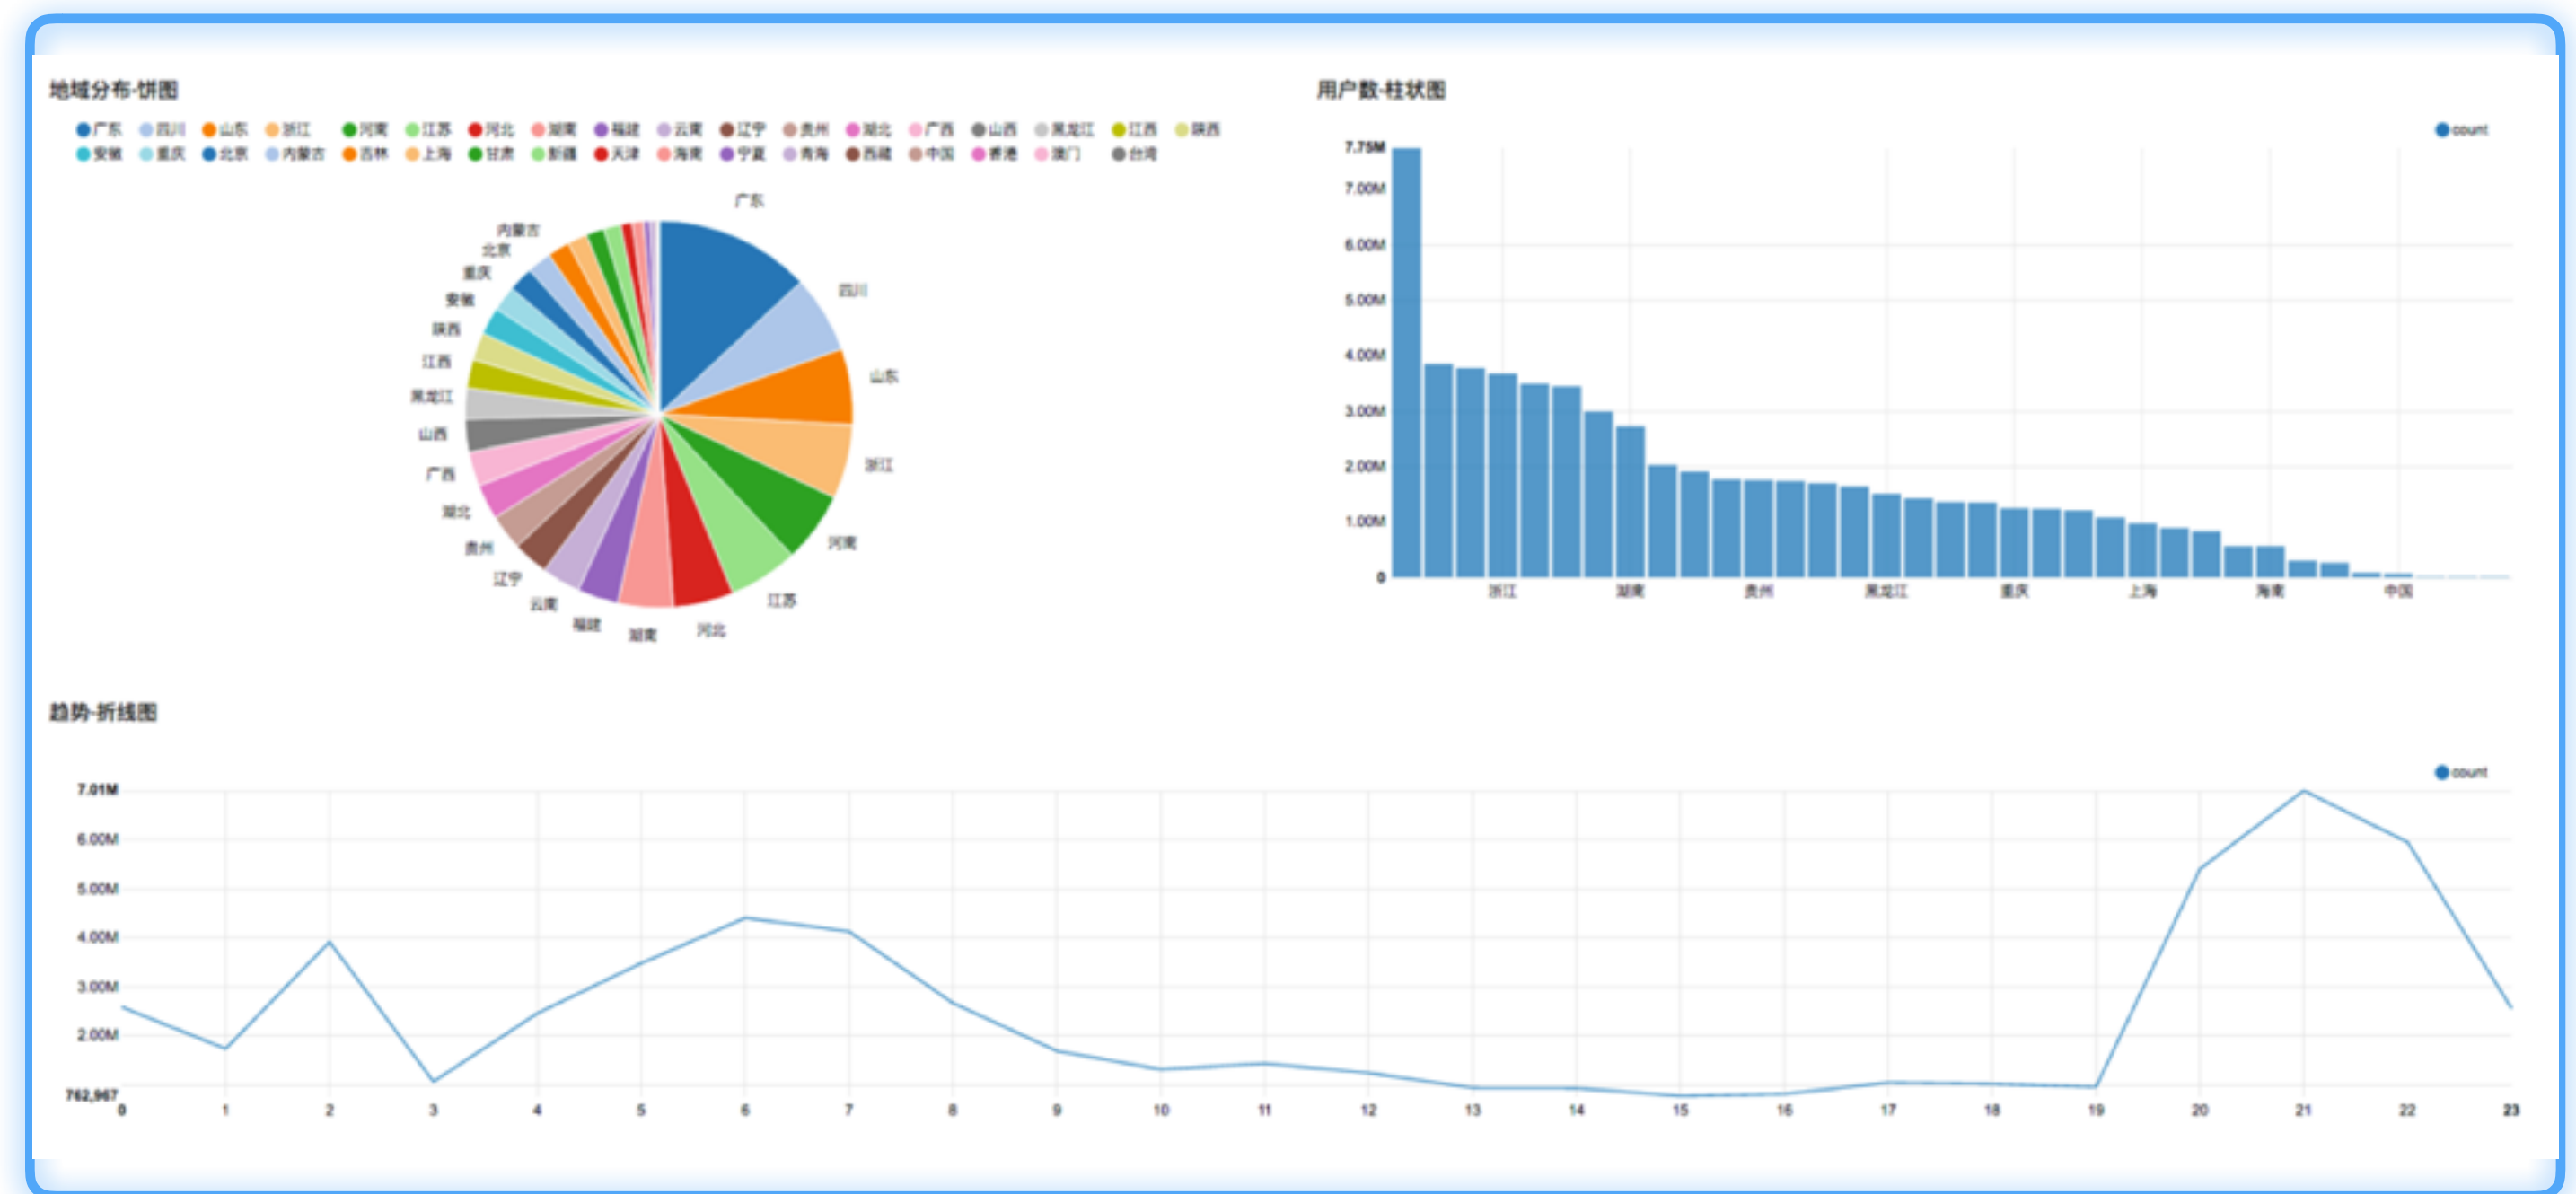 地域分布-饼图
广东 四川 山东 浙江 河南 江苏 河北 湖南 福建 云南 辽宁 贵州 湖北 广西 山西 黑龙江 江西 陕西
安徽 重庆 北京 内蒙古 吉林 上海 甘肃 新疆 天津 海南 宁夏 青海 西藏 中国 香港 澳门 台湾
广东
四川
山东
浙江
河南
江苏
河北
湖南
福建
云南
辽宁
贵州
湖北
广西
山西
黑龙江
江西
陕西
安徽
重庆
北京
内蒙古
用户数-柱状图
count
7.75M
7.00M
6.00M
5.00M
4.00M
3.00M
2.00M
1.00M
0
浙江 湖南 贵州 黑龙江 重庆 上海 海南 中国
趋势-折线图
count
7.01M
6.00M
5.00M
4.00M
3.00M
2.00M
762,967
0 1 2 3 4 5 6 7 8 9 10 11 12 13 14 15 16 17 18 19 20 21 22 23